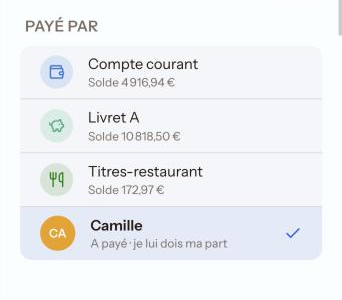 PAYÉ PAR
Compte courant
Solde 4 916,94 €
Livret A
Solde 10 818,50 €
Titres-restaurant
Solde 172,97 €
CA
Camille
A payé · je lui dois ma part